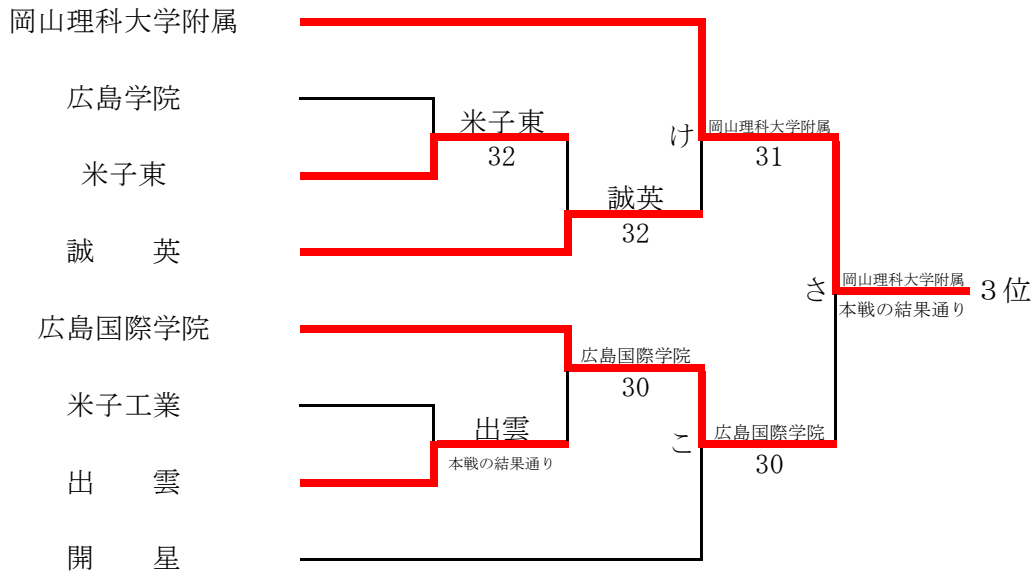 岡山理科大学附属
広島学院
米子東
32
米子東
誠　　英
誠英
32
け
岡山理科大学附属
31
さ
岡山理科大学附属
本戦の結果通り
３位
広島国際学院
広島国際学院
30
米子工業
出雲
本戦の結果通り
こ
広島国際学院
30
出　　雲
開　　星